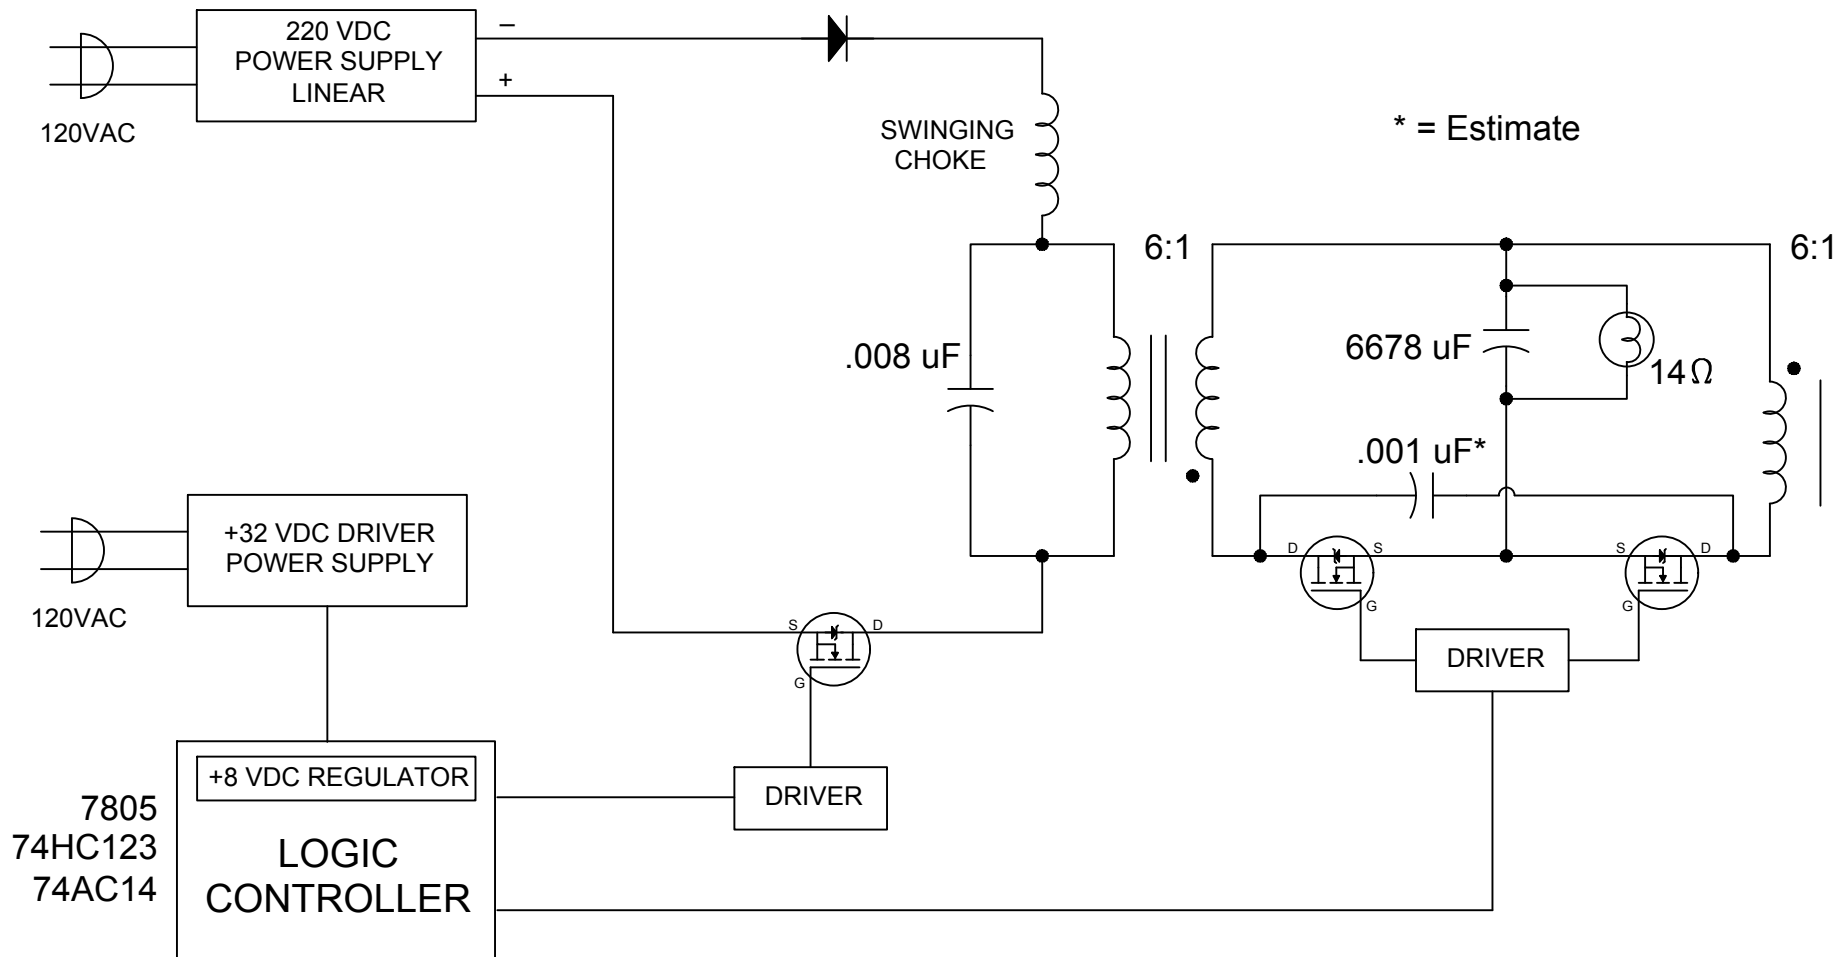 220 VDC
POWER SUPPLY
LINEAR
−
+
120VAC
SWINGING
CHOKE
* = Estimate
6:1
6:1
.008 uF
6678 uF
14Ω
.001 uF*
+32 VDC DRIVER
POWER SUPPLY
120VAC
D
S
G
S
D
G
S
D
G
DRIVER
+8 VDC REGULATOR
DRIVER
7805
74HC123
74AC14
LOGIC
CONTROLLER